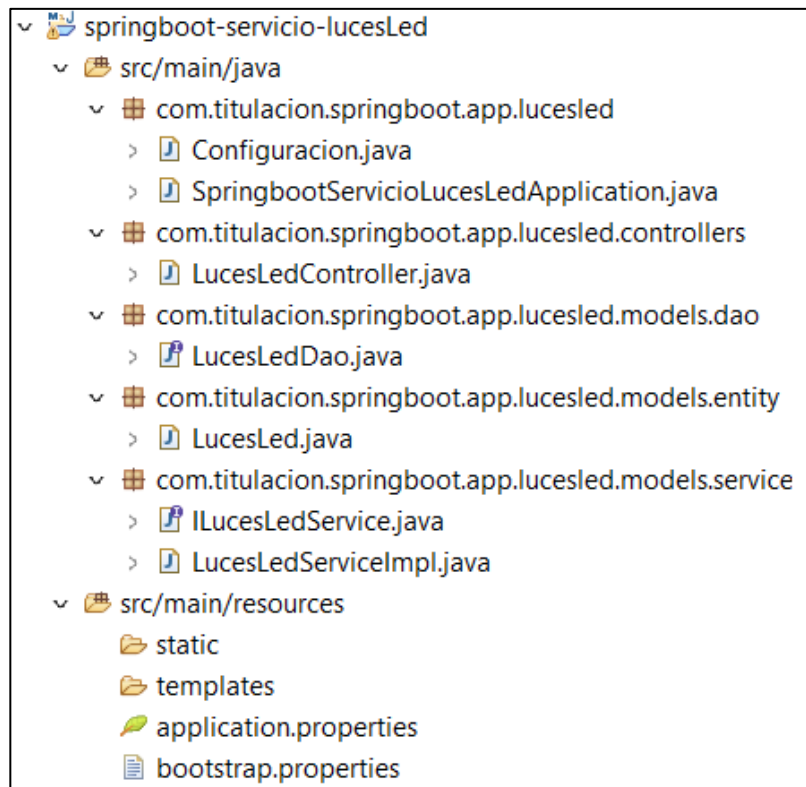 springboot-servicio-lucesLed
src/main/java
com.titulacion.springboot.app.lucesled
Configuracion.java
SpringbootServicioLucesLedApplication.java
com.titulacion.springboot.app.lucesled.controllers
LucesLedController.java
com.titulacion.springboot.app.lucesled.models.dao
LucesLedDao.java
com.titulacion.springboot.app.lucesled.models.entity
LucesLed.java
com.titulacion.springboot.app.lucesled.models.service
ILucesLedService.java
LucesLedServiceImpl.java
src/main/resources
static
templates
application.properties
bootstrap.properties